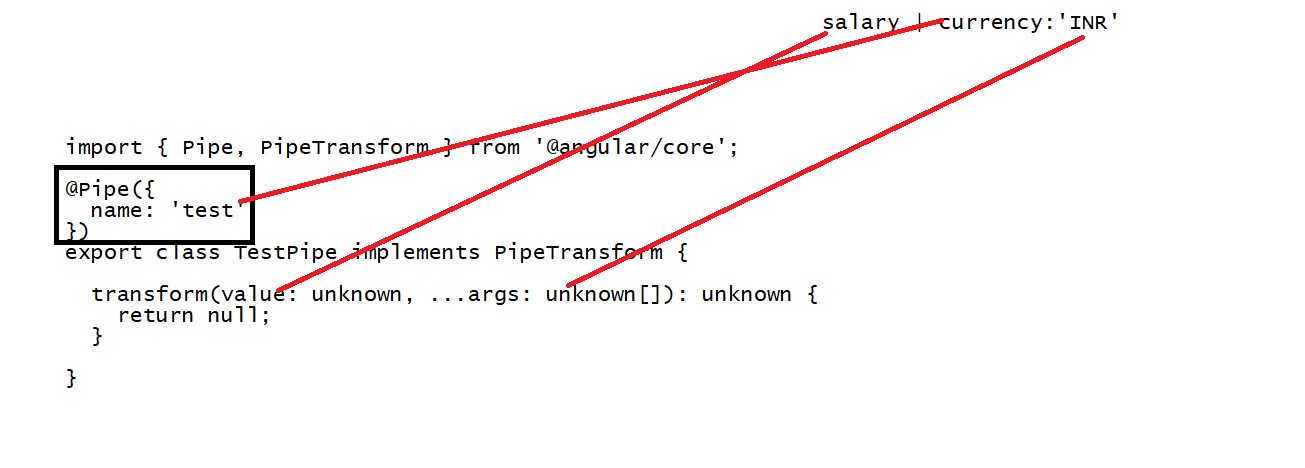 salary | currency:'INR'
import { Pipe, PipeTransform } from '@angular/core';
@Pipe({
name: 'test'
})
export class TestPipe implements PipeTransform {
transform(value: unknown, ...args: unknown[]): unknown {
return null;
}
}